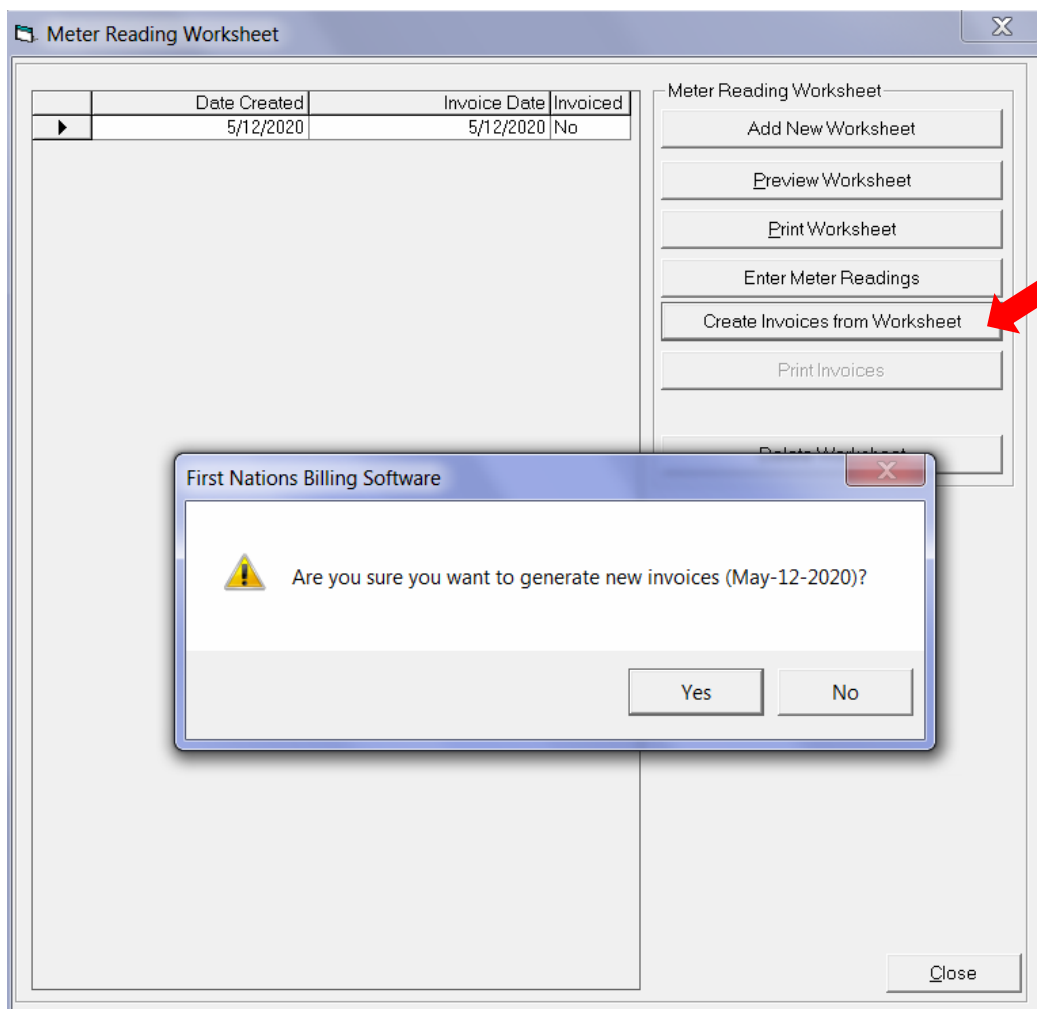 Meter Reading Worksheet
Date Created Invoice Date Invoiced
5/12/2020 5/12/2020 No
Meter Reading Worksheet
Add New Worksheet
Preview Worksheet
Print Worksheet
Enter Meter Readings
Create Invoices from Worksheet
Print Invoices
Delete Worksheet
First Nations Billing Software
Are you sure you want to generate new invoices (May-12-2020)?
Yes No
Close